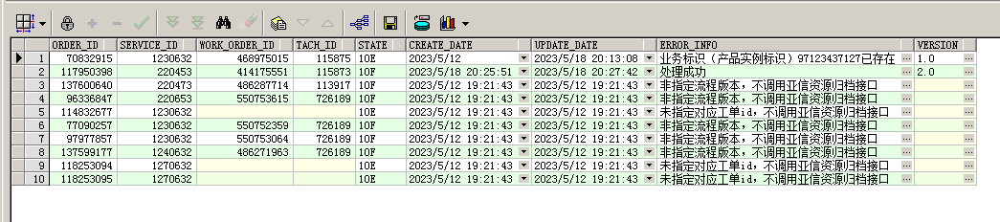 ORDER_ID SERVICE_ID WORK_ORDER_ID TACH_ID STATE CREATE_DATE UPDATE_DATE ERROR_INFO VERSION
1 70832915 1230632 468975015 115875 10E 2023/5/12 2023/5/18 20:13:08 业务标识（产品实例标识）97123437127已存在 ... 1.0 ...
2 117950398 220453 414175551 115873 10F 2023/5/18 20:25:51 2023/5/18 20:27:42 处理成功 ... 2.0 ...
3 137600640 220473 486287714 113917 10F 2023/5/12 19:21:43 2023/5/12 19:21:43 非指定流程版本，不调用亚信资源归档接口 ... ...
4 96336847 220653 550753615 726189 10F 2023/5/12 19:21:43 2023/5/12 19:21:43 非指定流程版本，不调用亚信资源归档接口 ... ...
5 114832677 1230632 10E 2023/5/12 19:21:43 2023/5/12 19:21:43 未指定对应工单id，不调用亚信资源归档接口 ... ...
6 77090257 1230632 550752359 726189 10F 2023/5/12 19:21:43 2023/5/12 19:21:43 非指定流程版本，不调用亚信资源归档接口 ... ...
7 97977857 1230632 550753064 726189 10F 2023/5/12 19:21:43 2023/5/12 19:21:43 非指定流程版本，不调用亚信资源归档接口 ... ...
8 137599177 1240632 486271963 726189 10F 2023/5/12 19:21:43 2023/5/12 19:21:43 非指定流程版本，不调用亚信资源归档接口 ... ...
9 118253094 1270632 10E 2023/5/12 19:21:43 2023/5/12 19:21:43 未指定对应工单id，不调用亚信资源归档接口 ... ...
10 118253095 1270632 10E 2023/5/12 19:21:43 2023/5/12 19:21:43 未指定对应工单id，不调用亚信资源归档接口 ... ...